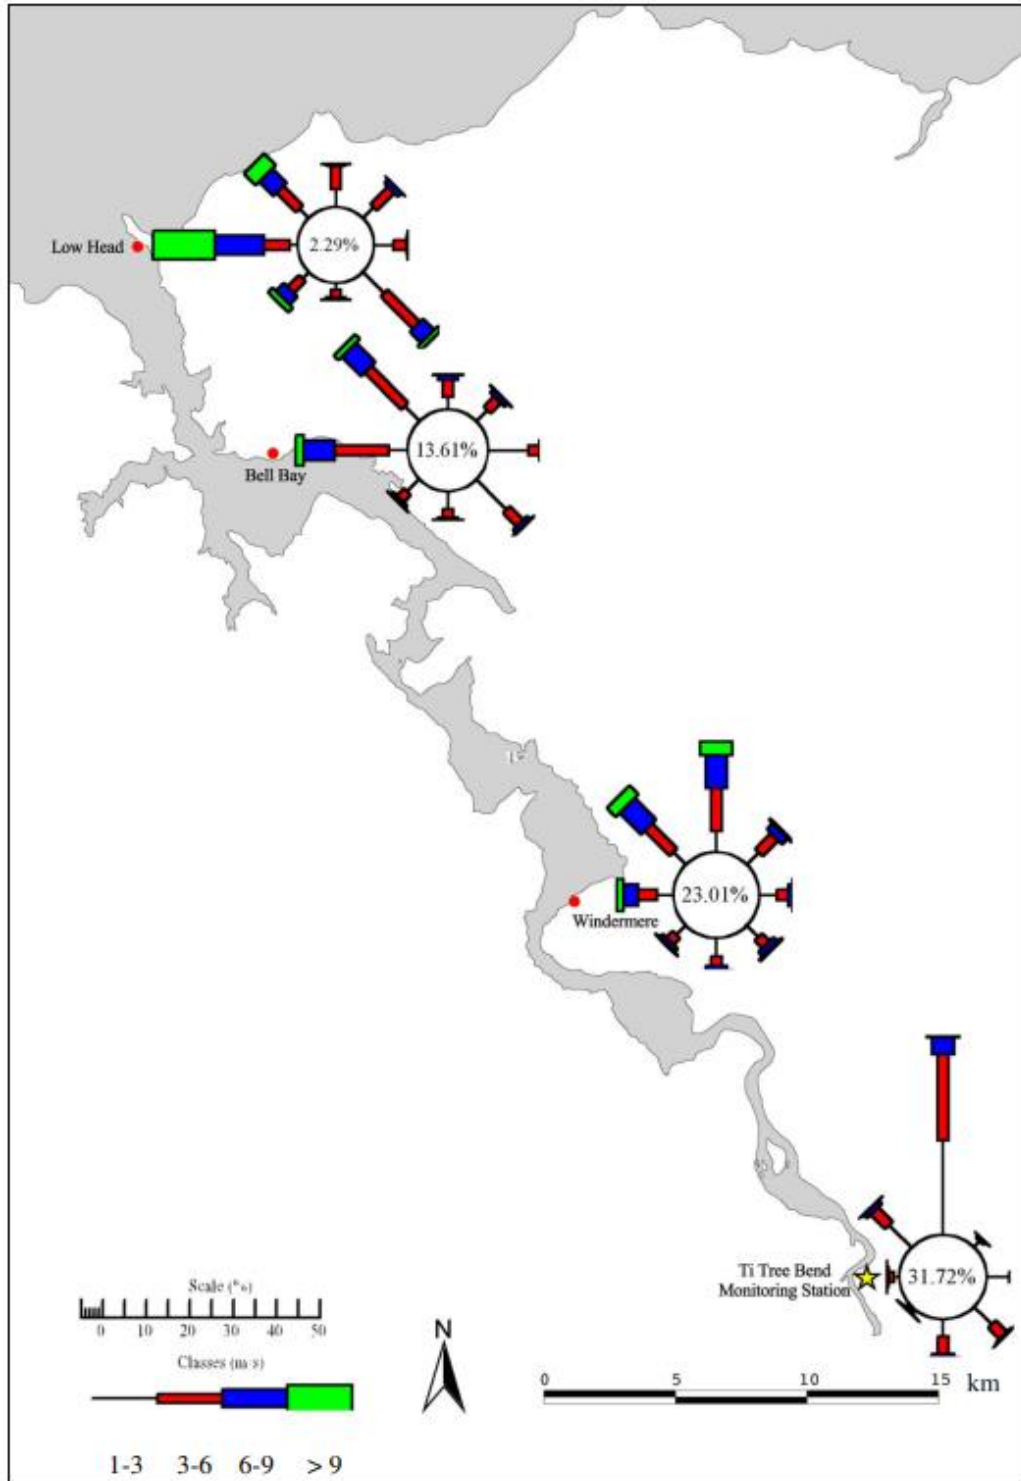 2.29%
Low Head
13.61%
Bell Bay
23.01%
Windermere
Ti Tree Bend
Monitoring Station
31.72%
Scale (%)
0 10 20 30 40 50
Classes (m/s)
1-3 3-6 6-9 > 9
N
0 5 10 15 km